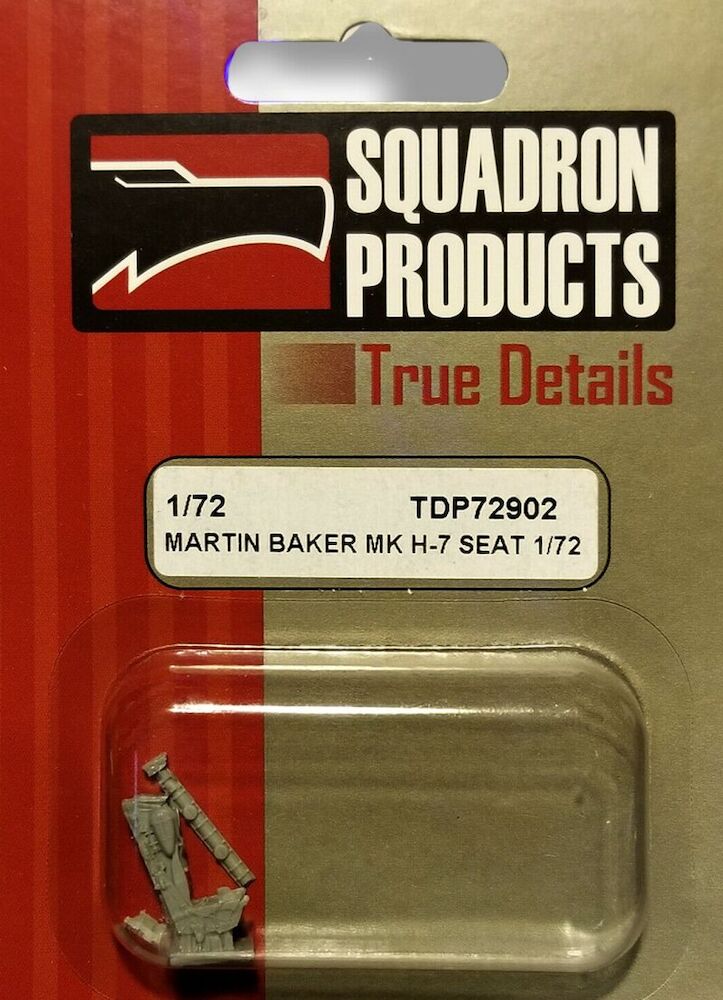 SQUADRON
PRODUCTS
True Details
1/72 TDP72902
MARTIN BAKER MK H-7 SEAT 1/72